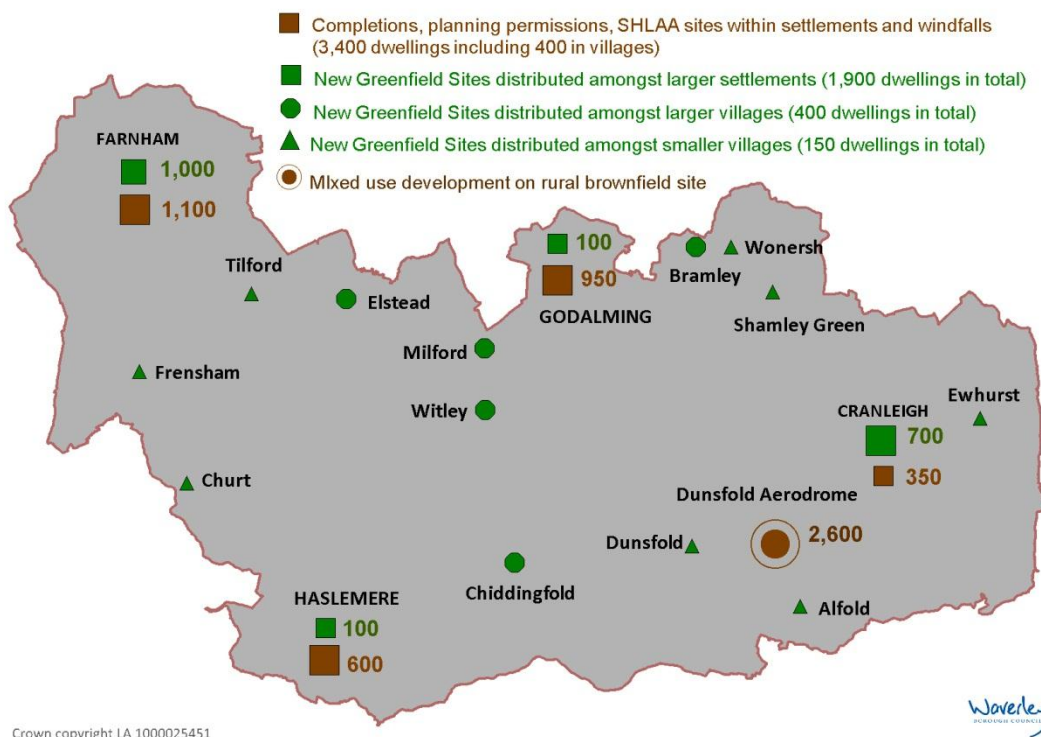 Completions, planning permissions, SHLAA sites within settlements and windfalls
(3,400 dwellings including 400 in villages)
New Greenfield Sites distributed amongst larger settlements (1,900 dwellings in total)
New Greenfield Sites distributed amongst larger villages (400 dwellings in total)
New Greenfield Sites distributed amongst smaller villages (150 dwellings in total)
MIxed use development on rural brownfield site
FARNHAM
1,000
1,100
100
950
GODALMING
Wonersh
Bramley
Tilford
Elstead
Shamley Green
Milford
Frensham
Witley
Ewhurst
CRANLEIGH
700
350
Churt
Dunsfold Aerodrome
2,600
Dunsfold
Chiddingfold
Alfold
HASLEMERE
100
600
Waverley
BOROUGH COUNCIL
Crown copyright LA 1000025451